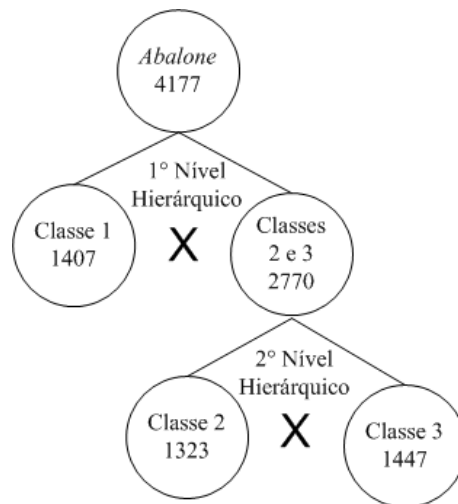 Abalone
4177
1° Nível
Hierárquico
Classe 1
1407
X
Classes
2 e 3
2770
2° Nível
Hierárquico
Classe 2
1323
X
Classe 3
1447